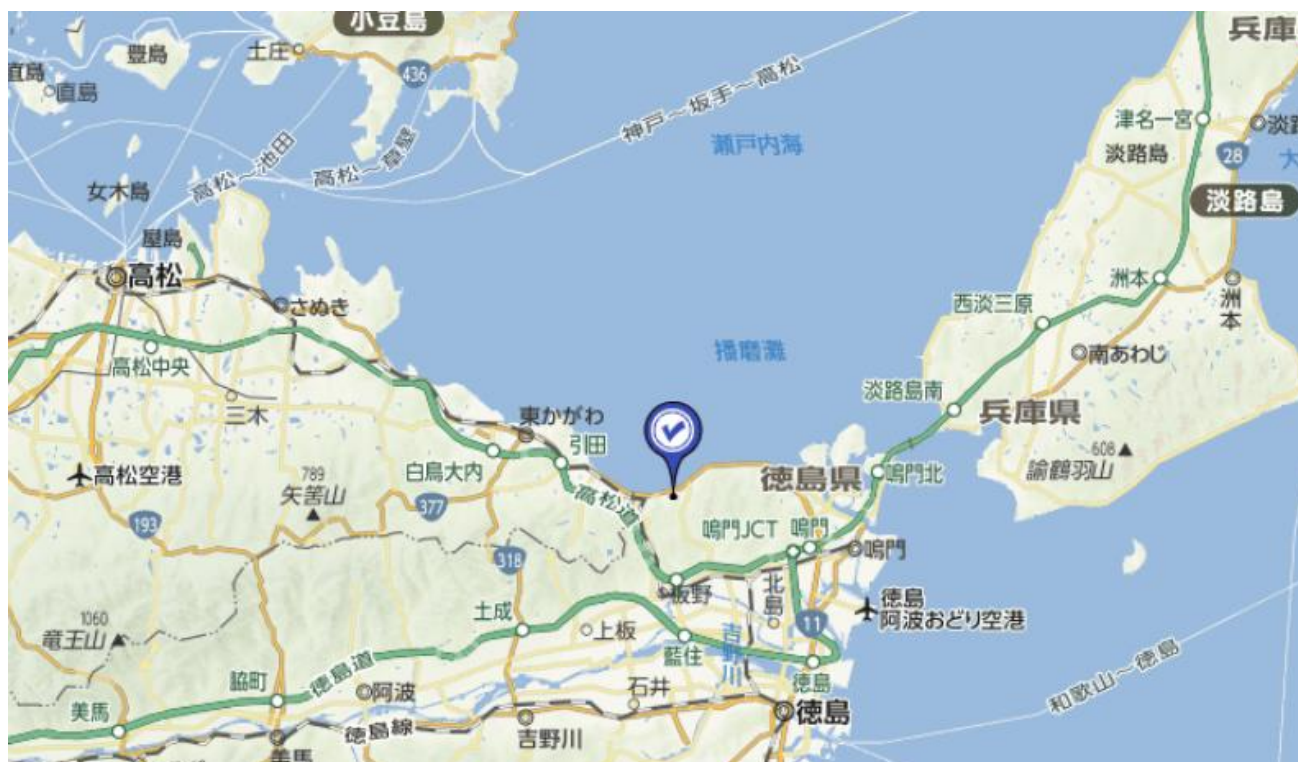 小豆島
兵庫
豊島
土庄
直島
直島
436
神戸～坂手～高松
津名一宮
28
淡路島
瀬戸内海
高松～池田
高松～草壁
女木島
淡路島
屋島
高松
さぬき
洲本
洲本
西淡三原
播磨灘
南あわじ
高松中央
三木
淡路島南
兵庫県
東かがわ
引田
白鳥大内
608
諭鶴羽山
徳島県
鳴門北
高松空港
789
矢筈山
377
高松道
193
鳴門JCT
鳴門
鳴門
318
板野
北島
徳島
阿波おどり空港
11
1060
竜王山
土成
上板
藍住
吉野川
徳島
脇町
徳島道
阿波
石井
和歌山～徳島
美馬
徳島線
吉野川
徳島
美馬